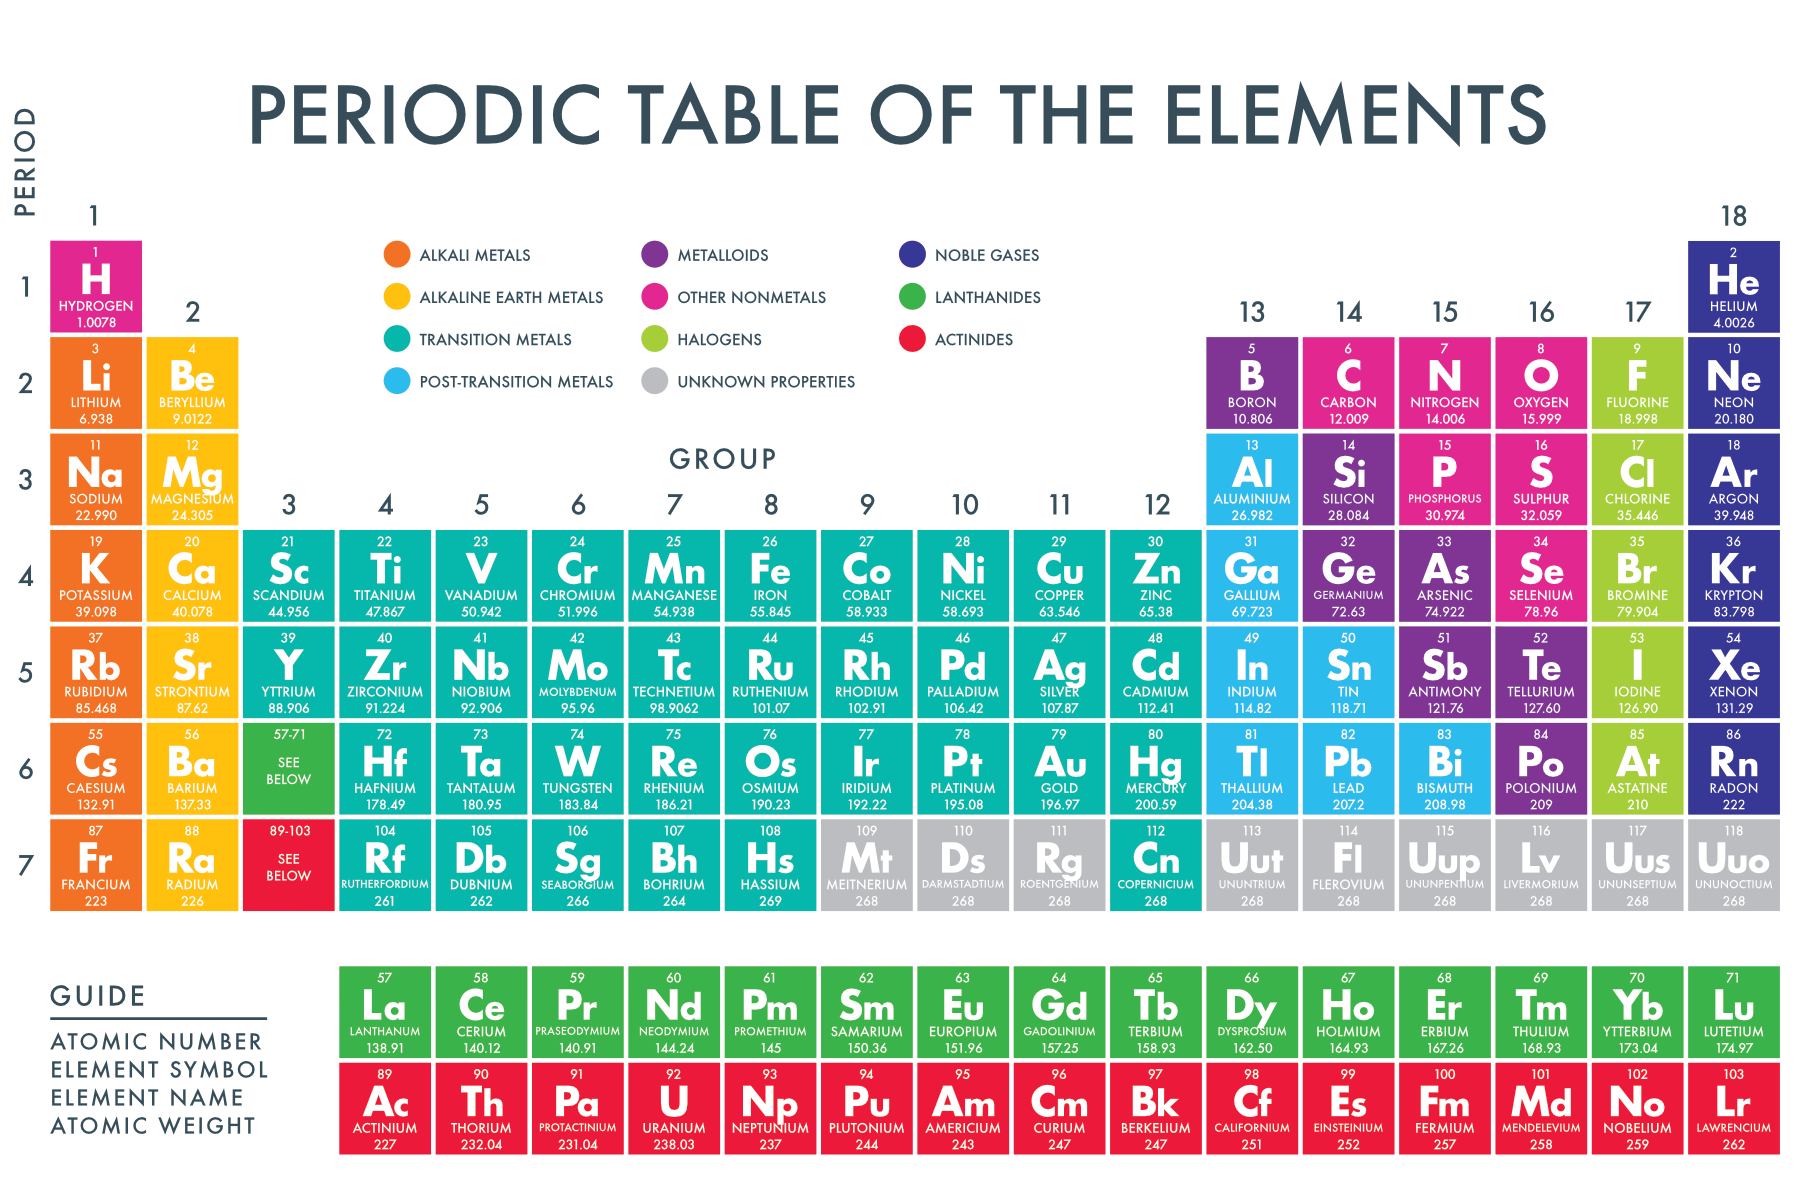 PERIODIC TABLE OF THE ELEMENTS
PERIOD
1
18
ALKALI METALS
METALLOIDS
NOBLE GASES
ALKALINE EARTH METALS
OTHER NONMETALS
LANTHANIDES
TRANSITION METALS
HALOGENS
ACTINIDES
POST-TRANSITION METALS
UNKNOWN PROPERTIES
1
1
H
HYDROGEN
1.0078
2
He
HELIUM
4.0026
2
13
14
15
16
17
2
3
Li
LITHIUM
6.938
4
Be
BERYLLIUM
9.0122
5
B
BORON
10.806
6
C
CARBON
12.009
7
N
NITROGEN
14.006
8
O
OXYGEN
15.999
9
F
FLUORINE
18.998
10
Ne
NEON
20.180
3
11
Na
SODIUM
22.990
12
Mg
MAGNESIUM
24.305
GROUP
3
4
5
6
7
8
9
10
11
12
13
Al
ALUMINIUM
26.982
14
Si
SILICON
28.084
15
P
PHOSPHORUS
30.974
16
S
SULPHUR
32.059
17
Cl
CHLORINE
35.446
18
Ar
ARGON
39.948
4
19
K
POTASSIUM
39.098
20
Ca
CALCIUM
40.078
21
Sc
SCANDIUM
44.956
22
Ti
TITANIUM
47.867
23
V
VANADIUM
50.942
24
Cr
CHROMIUM
51.996
25
Mn
MANGANESE
54.938
26
Fe
IRON
55.845
27
Co
COBALT
58.933
28
Ni
NICKEL
58.693
29
Cu
COPPER
63.546
30
Zn
ZINC
65.38
31
Ga
GALLIUM
69.723
32
Ge
GERMANIUM
72.63
33
As
ARSENIC
74.922
34
Se
SELENIUM
78.96
35
Br
BROMINE
79.904
36
Kr
KRYPTON
83.798
5
37
Rb
RUBIDIUM
85.468
38
Sr
STRONTIUM
87.62
39
Y
YTTRIUM
88.906
40
Zr
ZIRCONIUM
91.224
41
Nb
NIOBIUM
92.906
42
Mo
MOLYBDENUM
95.96
43
Tc
TECHNETIUM
98.9062
44
Ru
RUTHENIUM
101.07
45
Rh
RHODIUM
102.91
46
Pd
PALLADIUM
106.42
47
Ag
SILVER
107.87
48
Cd
CADMIUM
112.41
49
In
INDIUM
114.82
50
Sn
TIN
118.71
51
Sb
ANTIMONY
121.76
52
Te
TELLURIUM
127.60
53
I
IODINE
126.90
54
Xe
XENON
131.29
6
55
Cs
CAESIUM
132.91
56
Ba
BARIUM
137.33
57-71
SEE
BELOW
72
Hf
HAFNIUM
178.49
73
Ta
TANTALUM
180.95
74
W
TUNGSTEN
183.84
75
Re
RHENIUM
186.21
76
Os
OSMIUM
190.23
77
Ir
IRIDIUM
192.22
78
Pt
PLATINUM
195.08
79
Au
GOLD
196.97
80
Hg
MERCURY
200.59
81
Tl
THALLIUM
204.38
82
Pb
LEAD
207.2
83
Bi
BISMUTH
208.98
84
Po
POLONIUM
209
85
At
ASTATINE
210
86
Rn
RADON
222
7
87
Fr
FRANCIUM
223
88
Ra
RADIUM
226
89-103
SEE
BELOW
104
Rf
RUTHERFORDIUM
261
105
Db
DUBNIUM
262
106
Sg
SEABORGIUM
266
107
Bh
BOHRIUM
264
108
Hs
HASSIUM
269
109
Mt
MEITNERIUM
268
110
Ds
DARMSTADTIUM
268
111
Rg
ROENTGENIUM
268
112
Cn
COPERNICIUM
268
113
Uut
UNUNTRIUM
268
114
Fl
FLEROVIUM
268
115
Uup
UNUNPENTIUM
268
116
Lv
LIVERMORIUM
268
117
Uus
UNUNSEPTIUM
268
118
Uuo
UNUNOCTIUM
268
57
La
LANTHANUM
138.91
58
Ce
CERIUM
140.12
59
Pr
PRASEODYMIUM
140.91
60
Nd
NEODYMIUM
144.24
61
Pm
PROMETHIUM
145
62
Sm
SAMARIUM
150.36
63
Eu
EUROPIUM
151.96
64
Gd
GADOLINIUM
157.25
65
Tb
TERBIUM
158.93
66
Dy
DYSPROSIUM
162.50
67
Ho
HOLMIUM
164.93
68
Er
ERBIUM
167.26
69
Tm
THULIUM
168.93
70
Yb
YTTERBIUM
173.04
71
Lu
LUTETIUM
174.97
89
Ac
ACTINIUM
227
90
Th
THORIUM
232.04
91
Pa
PROTACTINIUM
231.04
92
U
URANIUM
238.03
93
Np
NEPTUNIUM
237
94
Pu
PLUTONIUM
244
95
Am
AMERICIUM
243
96
Cm
CURIUM
247
97
Bk
BERKELIUM
247
98
Cf
CALIFORNIUM
251
99
Es
EINSTEINIUM
252
100
Fm
FERMIUM
257
101
Md
MENDELEVIUM
258
102
No
NOBELIUM
259
103
Lr
LAWRENCIUM
262
GUIDE
ATOMIC NUMBER
ELEMENT SYMBOL
ELEMENT NAME
ATOMIC WEIGHT